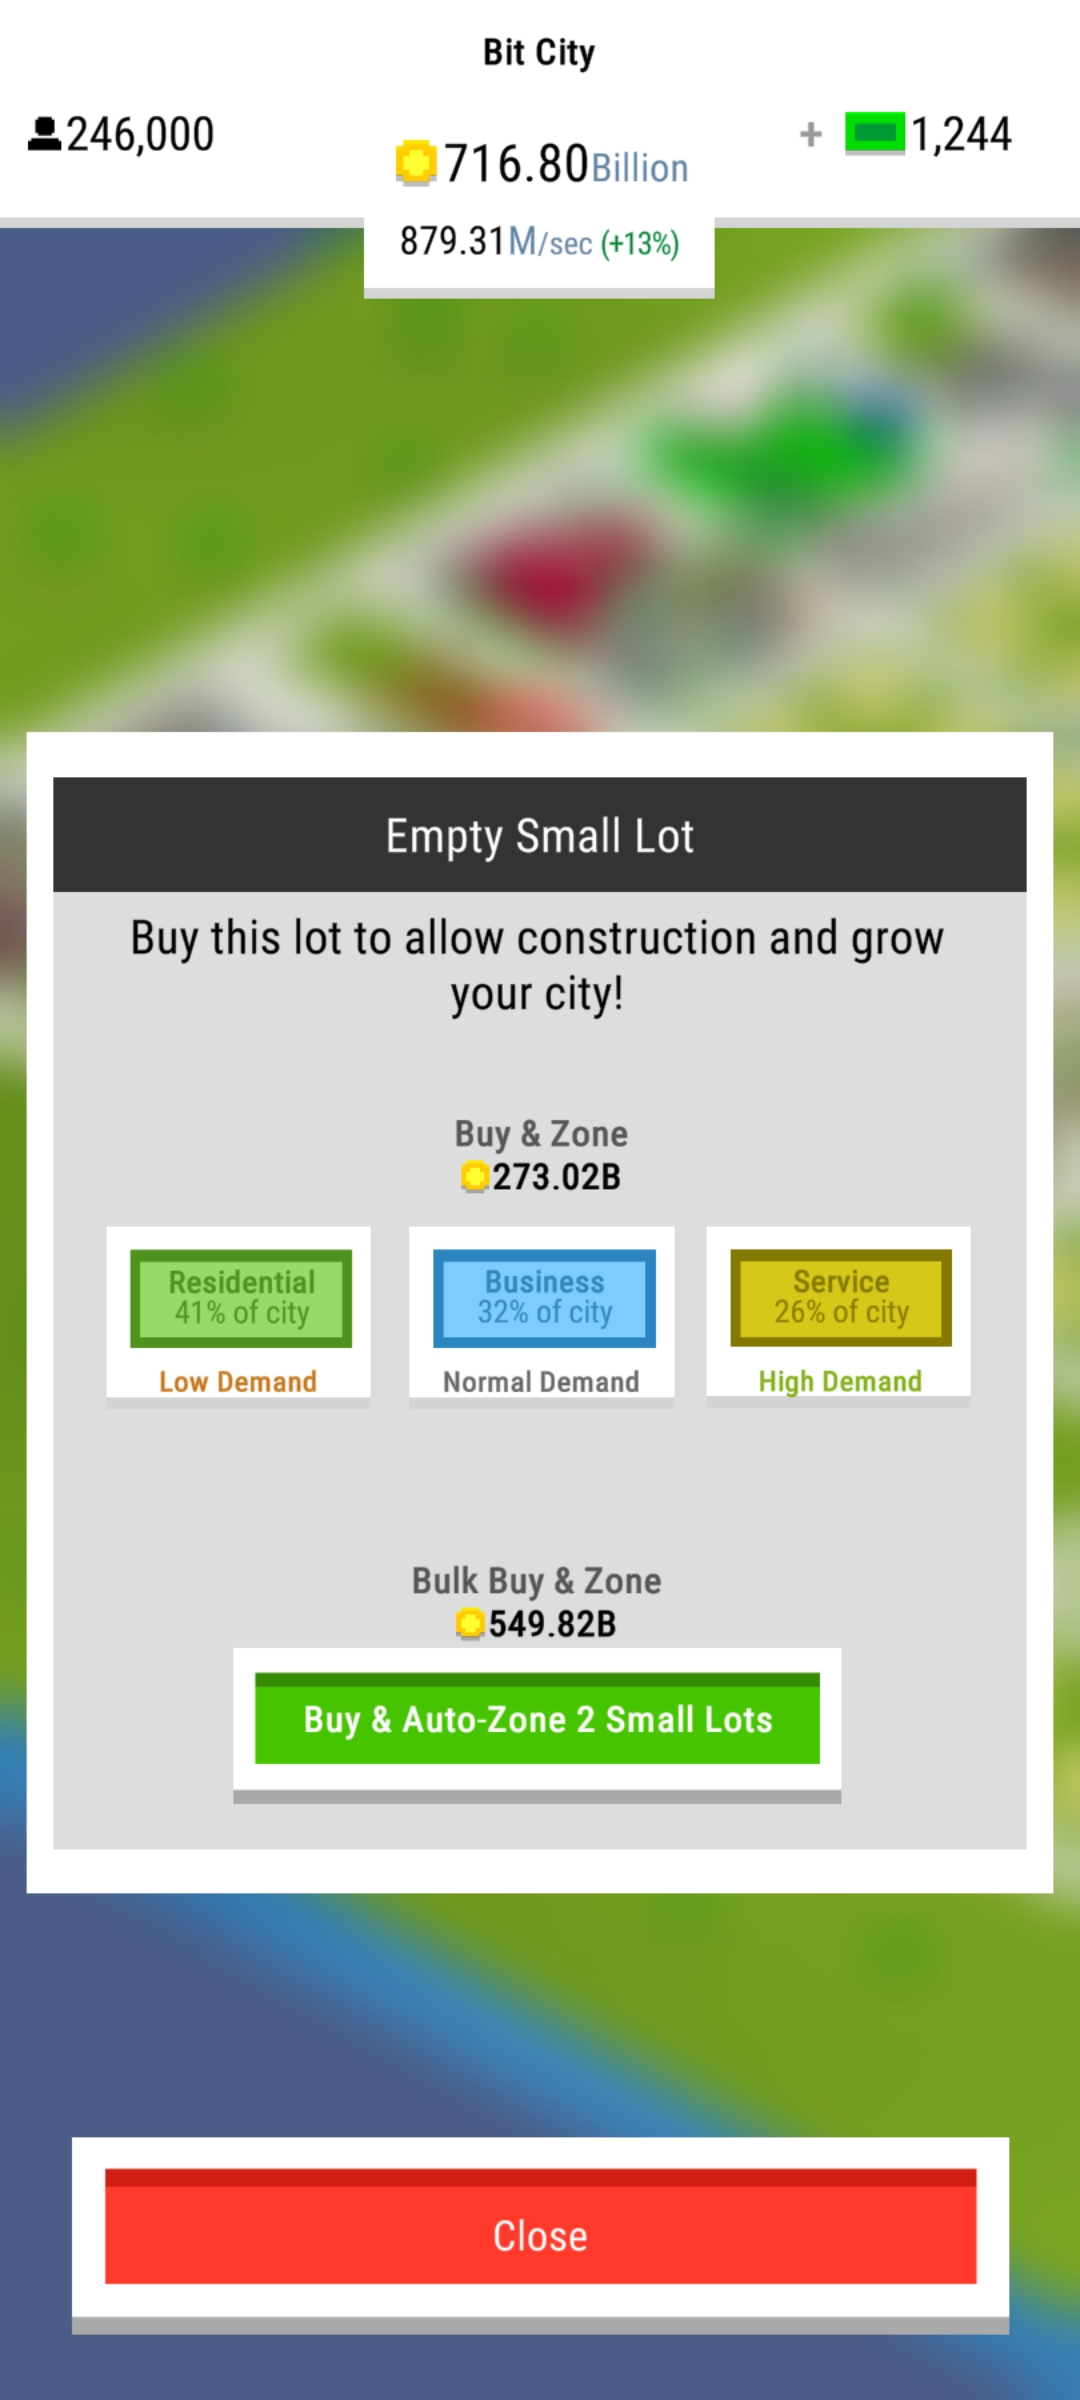 Bit City
246,000
716.80Billion
+ 1,244
879.31M/sec (+13%)
Empty Small Lot
Buy this lot to allow construction and grow
your city!
Buy & Zone
273.02B
Residential
41% of city
Low Demand
Business
32% of city
Normal Demand
Service
26% of city
High Demand
Bulk Buy & Zone
549.82B
Buy & Auto-Zone 2 Small Lots
Close